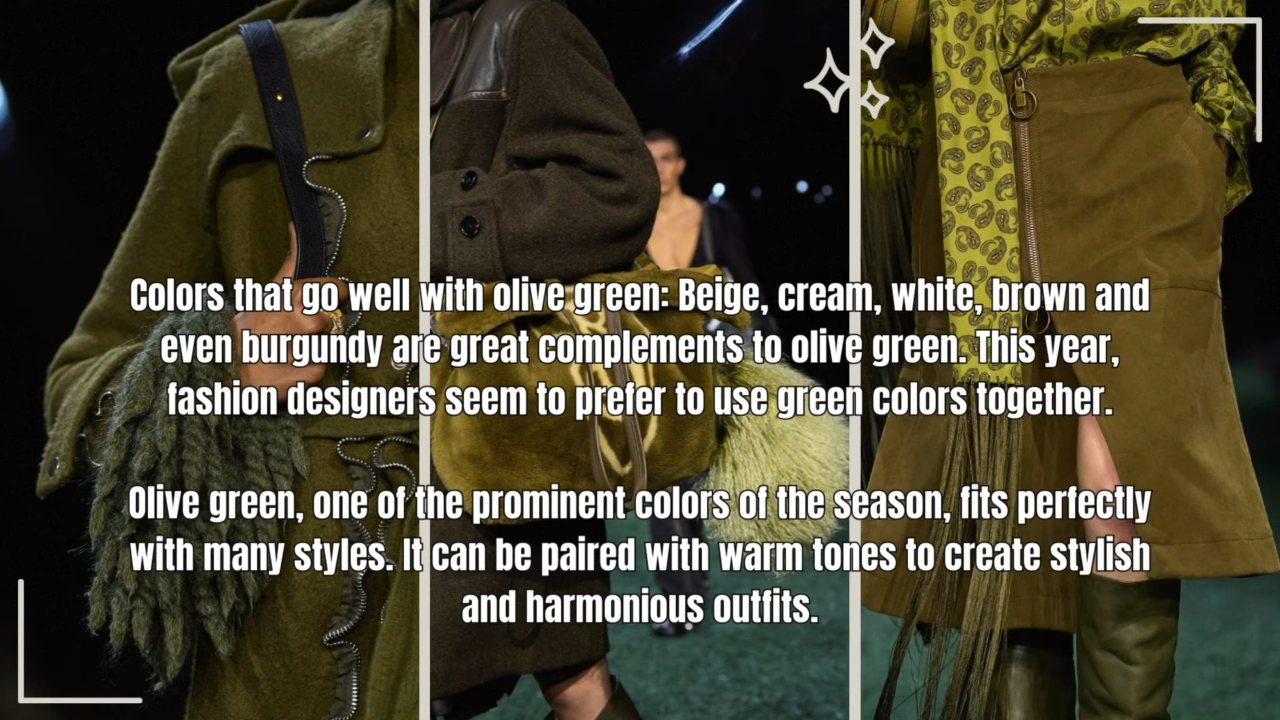 Colors that go well with olive green: Beige, cream, white, brown and
even burgundy are great complements to olive green. This year,
fashion designers seem to prefer to use green colors together.
Olive green, one of the prominent colors of the season, fits perfectly
with many styles. It can be paired with warm tones to create stylish
and harmonious outfits.